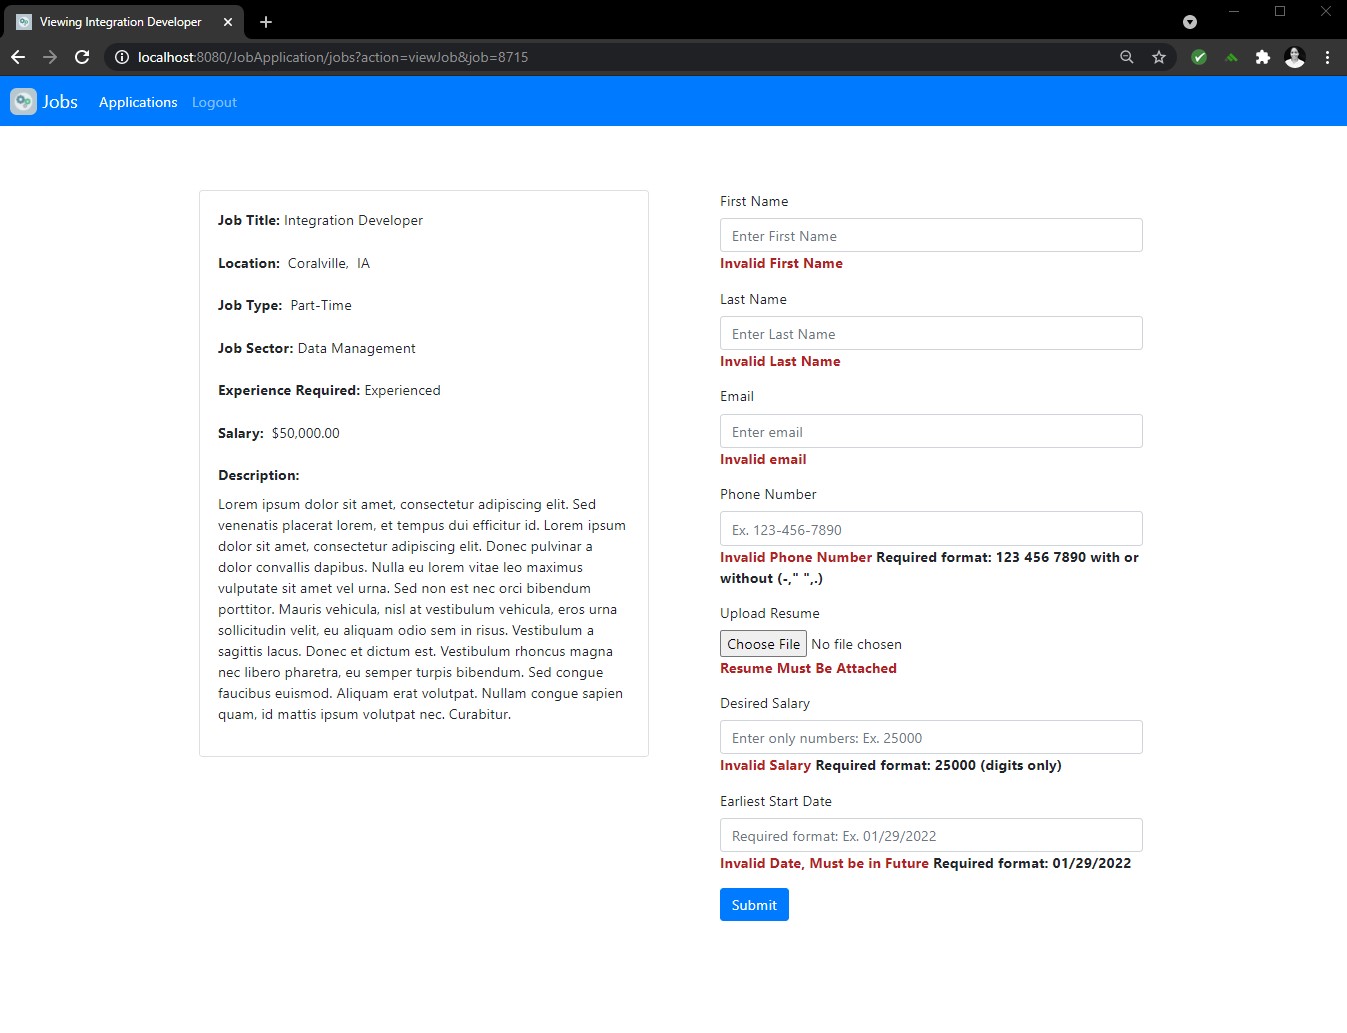 Viewing Integration Developer
localhost:8080/JobApplication/jobs?action=viewJob&job=8715
Jobs Applications Logout
Job Title: Integration Developer
Location: Coralville, IA
Job Type: Part-Time
Job Sector: Data Management
Experience Required: Experienced
Salary: $50,000.00
Description:
Lorem ipsum dolor sit amet, consectetur adipiscing elit. Sed
venenatis placerat lorem, et tempus dui efficitur id. Lorem ipsum
dolor sit amet, consectetur adipiscing elit. Donec pulvinar a
dolor convallis dapibus. Nulla eu lorem vitae leo maximus
vulputate sit amet vel urna. Sed non est nec orci bibendum
porttitor. Mauris vehicula, nisl at vestibulum vehicula, eros urna
sollicitudin velit, eu aliquam odio sem in risus. Vestibulum a
sagittis lacus. Donec et dictum est. Vestibulum rhoncus magna
nec libero pharetra, eu semper turpis bibendum. Sed congue
faucibus euismod. Aliquam erat volutpat. Nullam congue sapien
quam, id mattis ipsum volutpat nec. Curabitur.
First Name
Enter First Name
Invalid First Name
Last Name
Enter Last Name
Invalid Last Name
Email
Enter email
Invalid email
Phone Number
Ex. 123-456-7890
Invalid Phone Number Required format: 123 456 7890 with or
without (-," ",.)
Upload Resume
Choose File No file chosen
Resume Must Be Attached
Desired Salary
Enter only numbers: Ex. 25000
Invalid Salary Required format: 25000 (digits only)
Earliest Start Date
Required format: Ex. 01/29/2022
Invalid Date, Must be in Future Required format: 01/29/2022
Submit